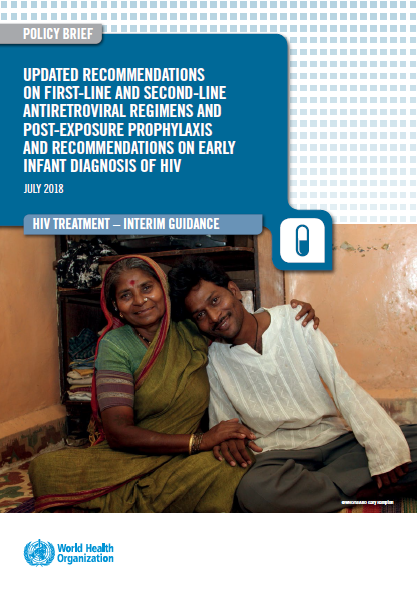 POLICY BRIEF
UPDATED RECOMMENDATIONS
ON FIRST-LINE AND SECOND-LINE
ANTIRETROVIRAL REGIMENS AND
POST-EXPOSURE PROPHYLAXIS
AND RECOMMENDATIONS ON EARLY
INFANT DIAGNOSIS OF HIV
JULY 2018
HIV TREATMENT – INTERIM GUIDANCE
World Health
Organization